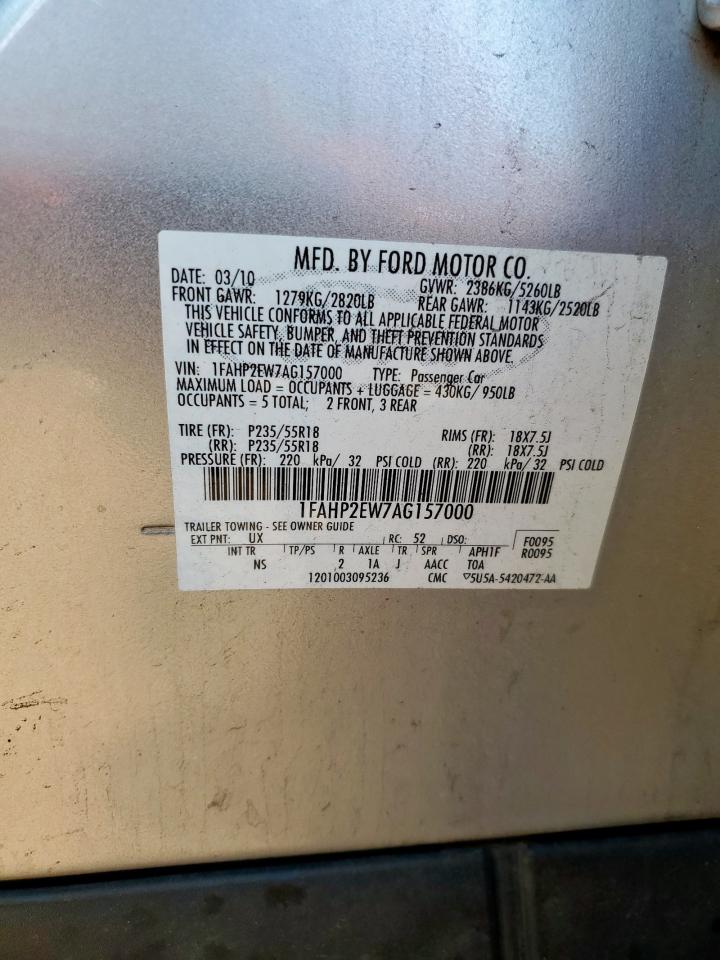 MFD. BY FORD MOTOR CO.
DATE: 03/10 GVWR: 2386KG/5260LB
FRONT GAWR: 1279KG/2820LB REAR GAWR: 1143KG/2520LB
THIS VEHICLE CONFORMS TO ALL APPLICABLE FEDERAL MOTOR
VEHICLE SAFETY, BUMPER, AND THEFT PREVENTION STANDARDS
IN EFFECT ON THE DATE OF MANUFACTURE SHOWN ABOVE.
VIN: 1FAHP2EW7AG157000 TYPE: Passenger Car
MAXIMUM LOAD = OCCUPANTS + LUGGAGE = 430KG/ 950LB
OCCUPANTS = 5 TOTAL; 2 FRONT, 3 REAR
TIRE (FR): P235/55R18 RIMS (FR): 18X7.5J
(RR): P235/55R18 (RR): 18X7.5J
PRESSURE (FR): 220 kPa/ 32 PSI COLD (RR): 220 kPa/ 32 PSI COLD
1FAHP2EW7AG157000
TRAILER TOWING - SEE OWNER GUIDE
EXT PNT: UX RC: 52 DSO: F0095
INT TR TP/PS R AXLE TR SPR APH1F R0095
NS 2 1A J AACC TOA
1201003095236 CMC ▽5U5A-5420472-AA